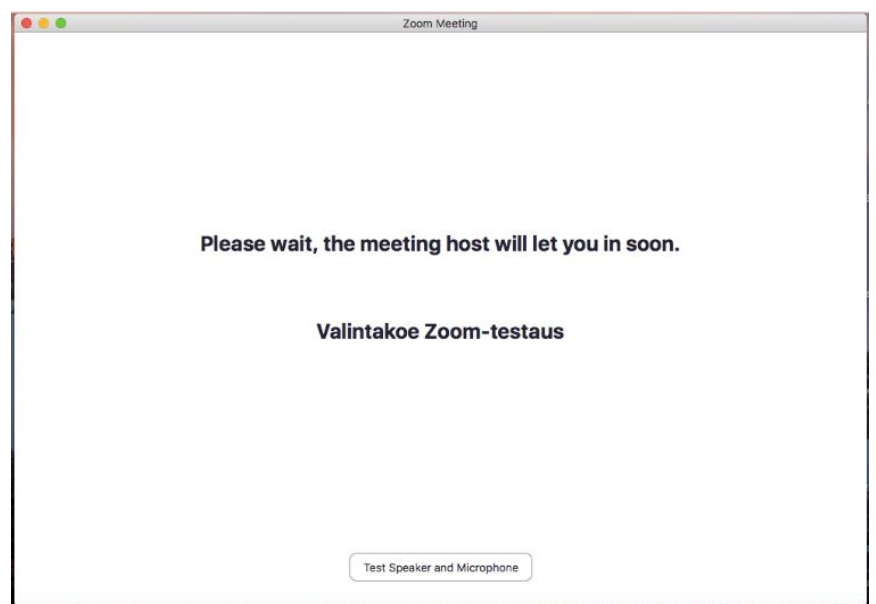 Zoom Meeting
Please wait, the meeting host will let you in soon.
Valintakoe Zoom-testaus
Test Speaker and Microphone